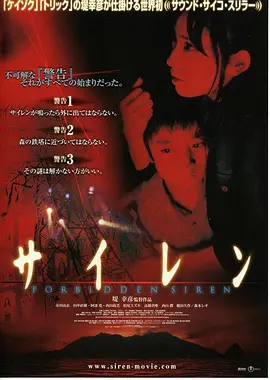 『ケイゾク』『トリック』の堤幸彦が仕掛ける世界初《サウンド・サイコ・スリラー》
不可解な『警告』
それがすべての始まりだった。
警告1
サイレンが鳴ったら外に出てはならない。
警告2
森の鉄塔に近づいてはならない。
警告3
その謎は解かない方がいい。
サイレン
FORBIDDEN SIREN
堤 幸彦監督作品
www.siren-movie.com